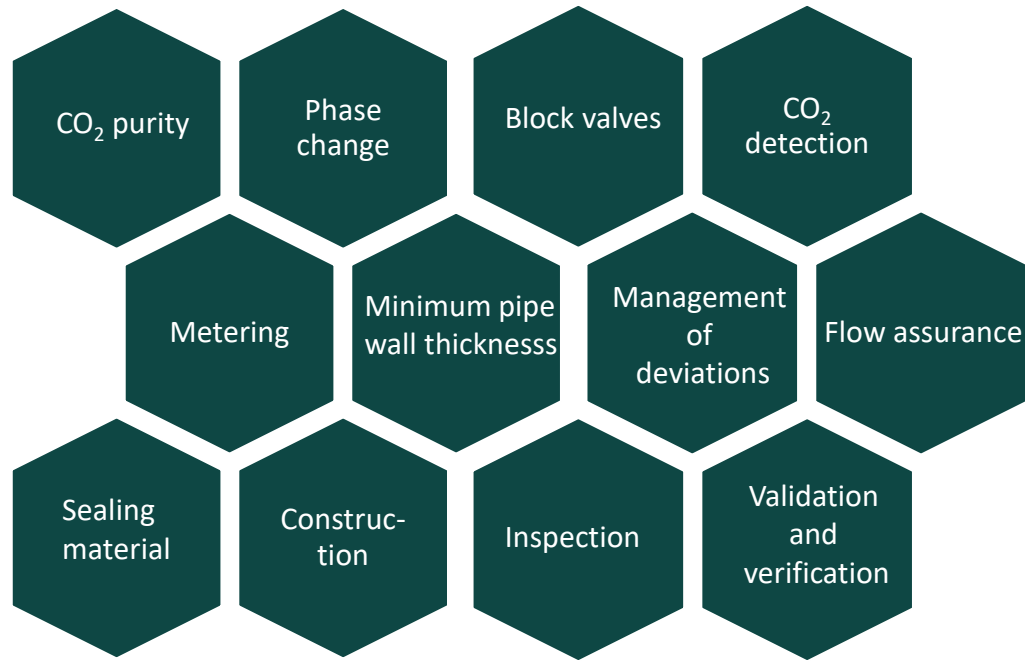 CO₂ purity
Phase
change
Block valves
CO₂
detection
Metering
Minimum pipe
wall thicknesss
Management
of
deviations
Flow assurance
Sealing
material
Construc-
tion
Inspection
Validation
and
verification